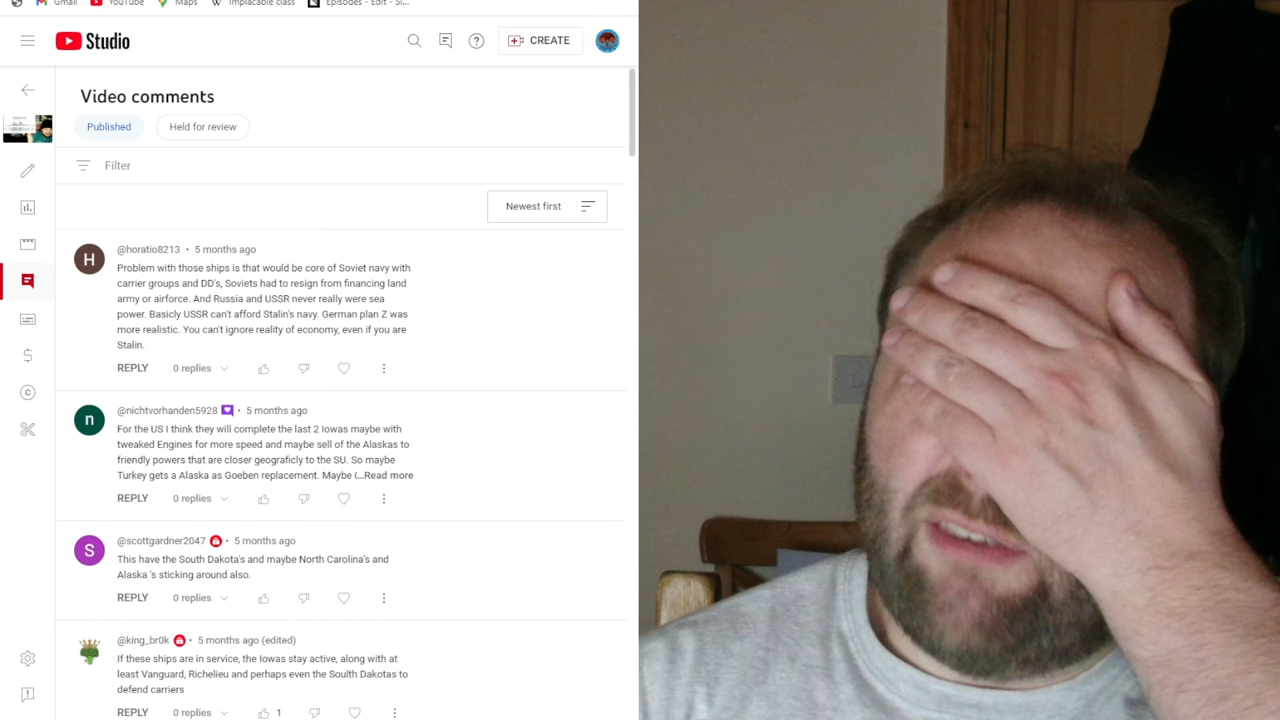 Gmail
YouTube
Maps
Implacable class
Episodes - Edit - Si...
Studio
CREATE
Video comments
Published
Held for review
Filter
Newest first
H
@horatio8213 • 5 months ago
Problem with those ships is that would be core of Soviet navy with
carrier groups and DD's, Soviets had to resign from financing land
army or airforce. And Russia and USSR never really were sea
power. Basicly USSR can't afford Stalin's navy. German plan Z was
more realistic. You can't ignore reality of economy, even if you are
Stalin.
REPLY 0 replies
n
@nichtvorhanden5928 • 5 months ago
For the US I think they will complete the last 2 Iowas maybe with
tweaked Engines for more speed and maybe sell of the Alaskas to
friendly powers that are closer geograficly to the SU. So maybe
Turkey gets a Alaska as Goeben replacement. Maybe (...Read more
REPLY 0 replies
S
@scottgardner2047 • 5 months ago
This have the South Dakota's and maybe North Carolina's and
Alaska 's sticking around also.
REPLY 0 replies
@king_br0k • 5 months ago (edited)
If these ships are in service, the Iowas stay active, along with at
least Vanguard, Richelieu and perhaps even the Soulth Dakotas to
defend carriers
REPLY 0 replies 1